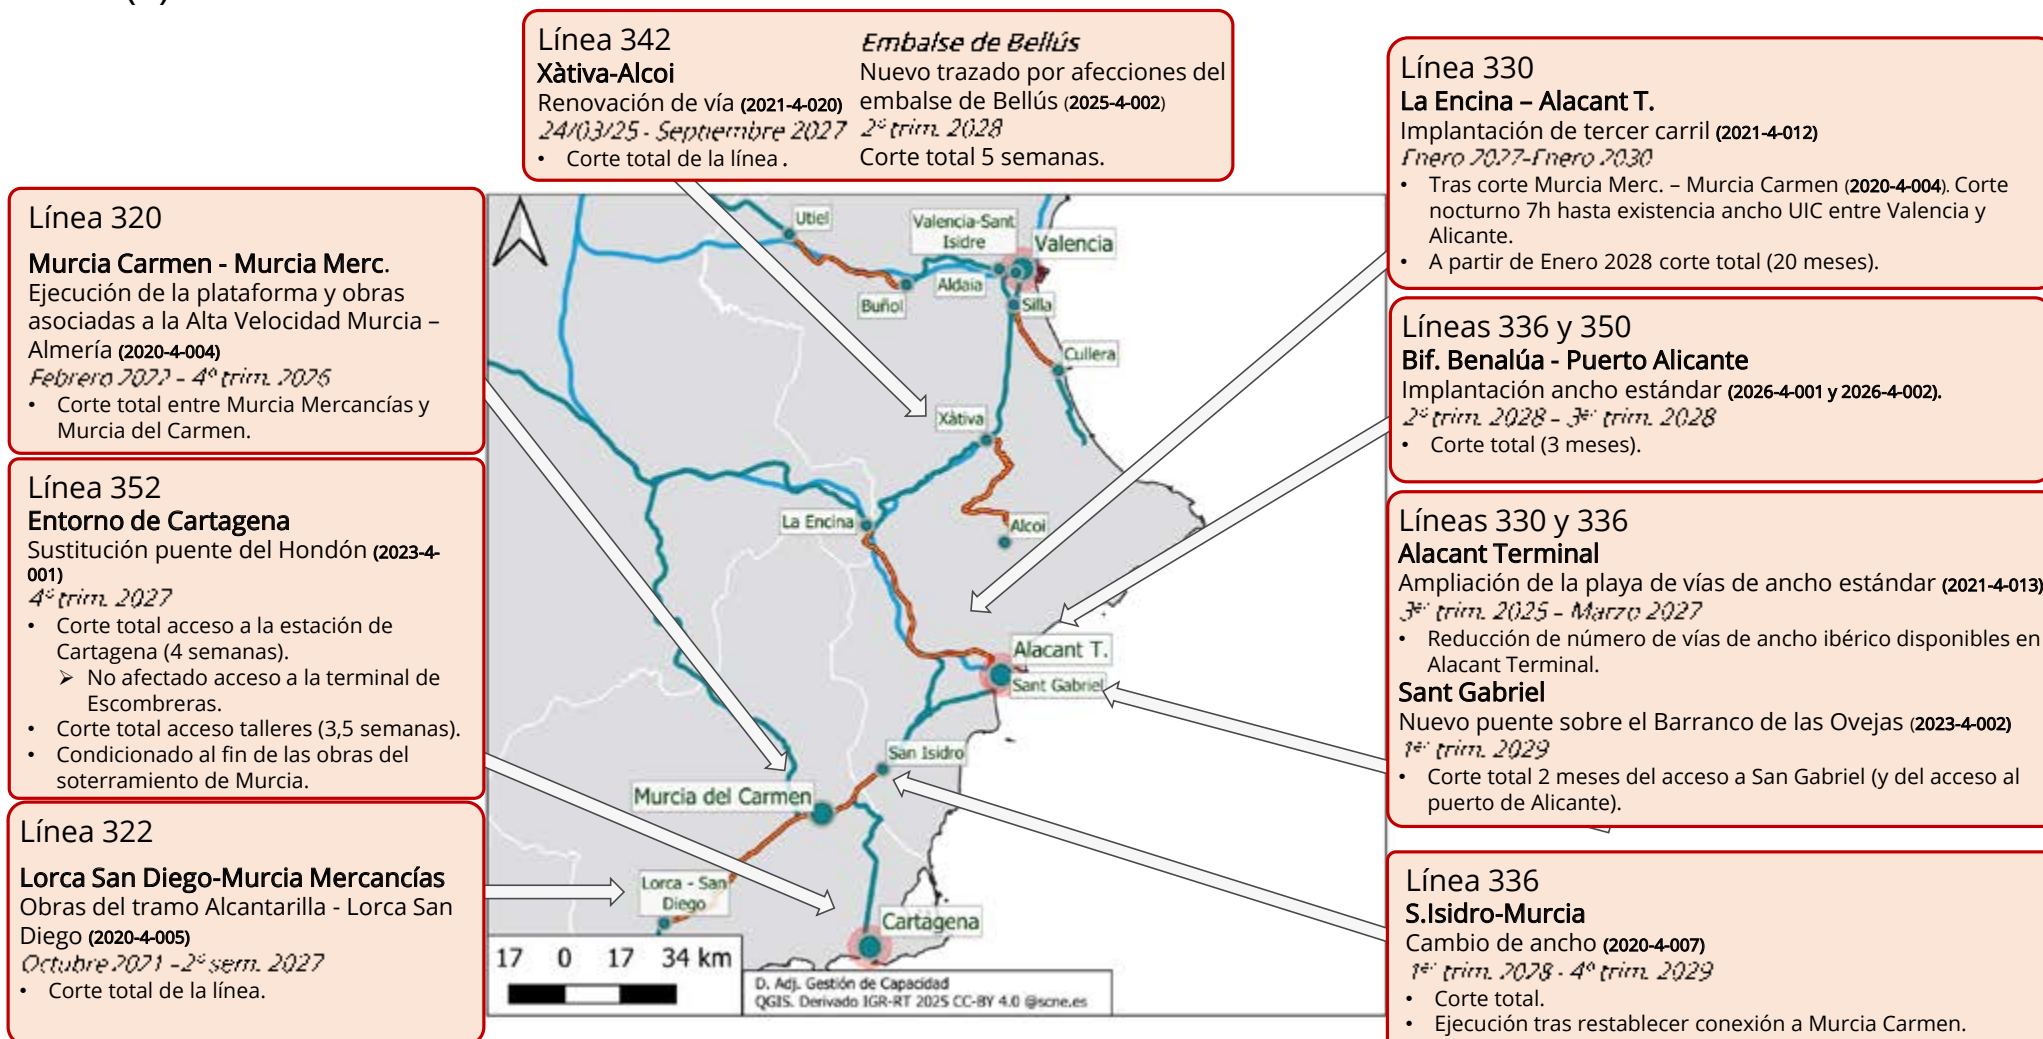 Línea 342
Xàtiva-Alcoi
Renovación de vía (2021-4-020)
24/03/25 - Septiembre 2027
• Corte total de la línea.
Embalse de Bellús
Nuevo trazado por afecciones del
embalse de Bellús (2025-4-002)
2º trim. 2028
Corte total 5 semanas.
Línea 320
Murcia Carmen - Murcia Merc.
Ejecución de la plataforma y obras
asociadas a la Alta Velocidad Murcia –
Almería (2020-4-004)
Febrero 2022 – 4º trim. 2026
• Corte total entre Murcia Mercancías y
Murcia del Carmen.
Línea 352
Entorno de Cartagena
Sustitución puente del Hondón (2023-4-
001)
4º trim. 2027
• Corte total acceso a la estación de
Cartagena (4 semanas).
➢ No afectado acceso a la terminal de
Escombreras.
• Corte total acceso talleres (3,5 semanas).
• Condicionado al fin de las obras del
soterramiento de Murcia.
Línea 322
Lorca San Diego-Murcia Mercancías
Obras del tramo Alcantarilla - Lorca San
Diego (2020-4-005)
Octubre 2021 –2º sem. 2027
• Corte total de la línea.
Utiel
Valencia-Sant
Isidre
Valencia
Buñol
Aldaia
Silla
Cullera
Xàtiva
La Encina
Alcoi
Alacant T.
Sant Gabriel
San Isidro
Murcia del Carmen
Lorca - San
Diego
Cartagena
17 0 17 34 km
D. Adj. Gestión de Capacidad
QGIS. Derivado IGR-RT 2025 CC-BY 4.0 @scne.es
Línea 330
La Encina – Alacant T.
Implantación de tercer carril (2021-4-012)
Enero 2027-Enero 2030
• Tras corte Murcia Merc. – Murcia Carmen (2020-4-004). Corte
nocturno 7h hasta existencia ancho UIC entre Valencia y
Alicante.
• A partir de Enero 2028 corte total (20 meses).
Líneas 336 y 350
Bif. Benalúa - Puerto Alicante
Implantación ancho estándar (2026-4-001 y 2026-4-002).
2º trim. 2028 – 3er trim. 2028
• Corte total (3 meses).
Líneas 330 y 336
Alacant Terminal
Ampliación de la playa de vías de ancho estándar (2021-4-013)
3er trim. 2025 – Marzo 2027
• Reducción de número de vías de ancho ibérico disponibles en
Alacant Terminal.
Sant Gabriel
Nuevo puente sobre el Barranco de las Ovejas (2023-4-002)
1er trim. 2029
• Corte total 2 meses del acceso a San Gabriel (y del acceso al
puerto de Alicante).
Línea 336
S.Isidro-Murcia
Cambio de ancho (2020-4-007)
1er trim. 2028 - 4º trim. 2029
• Corte total.
• Ejecución tras restablecer conexión a Murcia Carmen.